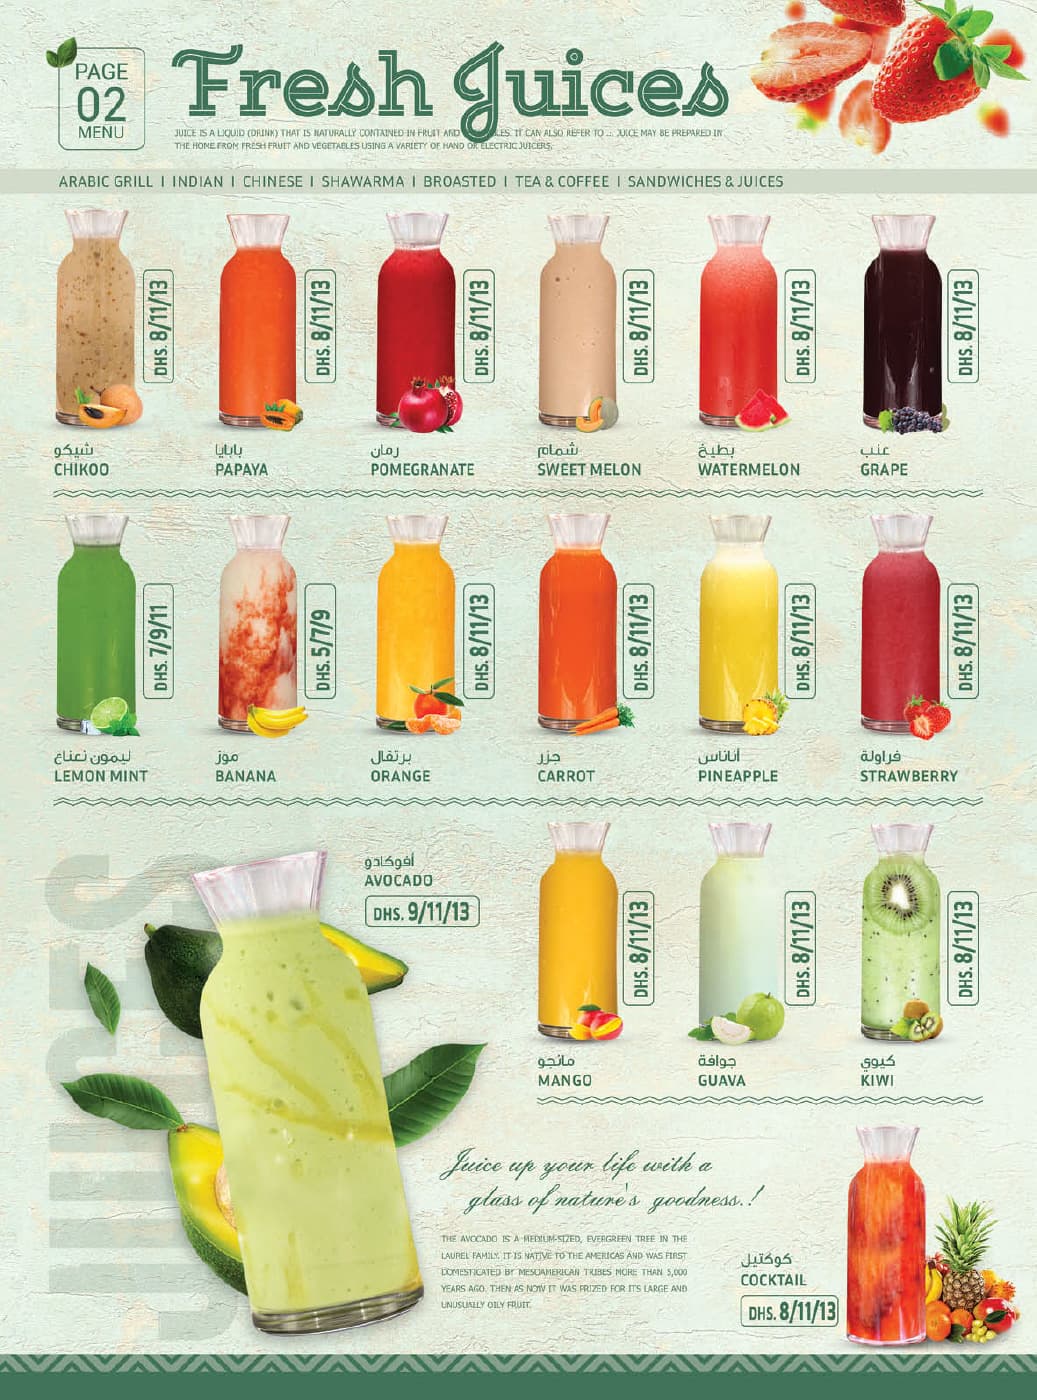 PAGE
02
MENU
Fresh Juices
JUICE IS A LIQUID (DRINK) THAT IS NATURALLY CONTAINED IN FRUIT AND IT CAN ALSO REFER TO ... JUICE MAY BE PREPARED IN
THE HOME FROM FRESH FRUIT AND VEGETABLES USING A VARIETY OF HAND OR ELECTRIC JUICERS.
ARABIC GRILL | INDIAN | CHINESE | SHAWARMA | BROASTED | TEA & COFFEE | SANDWICHES & JUICES
DHS. 8/11/13
شيكو
CHIKOO
DHS. 8/11/13
بابايا
PAPAYA
DHS. 8/11/13
رمان
POMEGRANATE
DHS. 8/11/13
شمام
SWEET MELON
DHS. 8/11/13
بطيخ
WATERMELON
DHS. 8/11/13
عنب
GRAPE
DHS. 7/9/11
ليمون نعناع
LEMON MINT
DHS. 5/7/9
موز
BANANA
DHS. 8/11/13
برتقال
ORANGE
DHS. 8/11/13
جزر
CARROT
DHS. 8/11/13
أناناس
PINEAPPLE
DHS. 8/11/13
فراولة
STRAWBERRY
JUICES
أفوكادو
AVOCADO
DHS. 9/11/13
DHS. 8/11/13
مانجو
MANGO
DHS. 8/11/13
جوافة
GUAVA
DHS. 8/11/13
كيوي
KIWI
Juice up your life with a
glass of nature's goodness.!
THE AVOCADO IS A MEDIUM-SIZED, EVERGREEN TREE IN THE
LAUREL FAMILY. IT IS NATIVE TO THE AMERICAS AND WAS FIRST
DOMESTICATED BY MESOAMERICAN TRIBES MORE THAN 5,000
YEARS AGO. THEN AS NOW IT WAS PRIZED FOR ITS LARGE AND
UNUSUALLY OILY FRUIT.
كوكتيل
COCKTAIL
DHS. 8/11/13